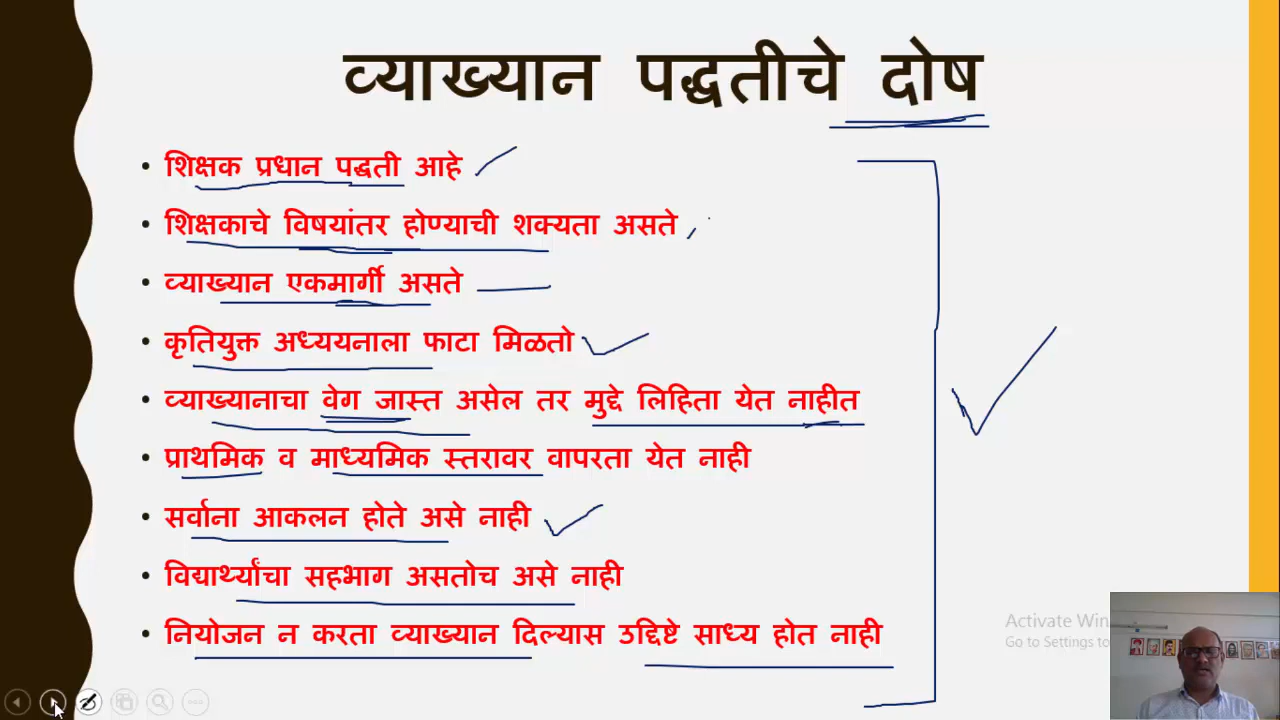 व्याख्यान पद्धतीचे दोष
• शिक्षक प्रधान पद्धती आहे
• शिक्षकाचे विषयांतर होण्याची शक्यता असते
• व्याख्यान एकमार्गी असते
• कृतियुक्त अध्ययनाला फाटा मिळतो
• व्याख्यानाचा वेग जास्त असेल तर मुद्दे लिहिता येत नाहीत
• प्राथमिक व माध्यमिक स्तरावर वापरता येत नाही
• सर्वाना आकलन होते असे नाही
• विद्यार्थ्यांचा सहभाग असतोच असे नाही
• नियोजन न करता व्याख्यान दिल्यास उद्दिष्टे साध्य होत नाही
Activate Win
Go to Settings to